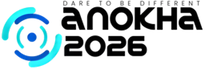 DARE TO BE DIFFERENT
ANOKHA
2026